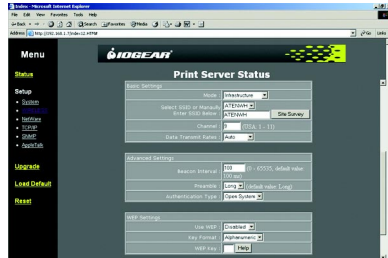 Index - Microsoft Internet Explorer
File Edit View Favorites Tools Help
Back Search Favorites Media
Address http://192.168.1.7/index12.HTM# Go Links
Menu
IOGEAR
Status
Setup
System
NetWare
TCP/IP
SNMP
AppleTalk
Upgrade
Load Default
Reset
Print Server Status
Basic Settings
Mode : Infrastructure
Select SSID or Manually Enter SSID Below : ATENWH
ATENWH Site Survey
Channel : 6 (USA: 1 - 11)
Data Transmit Rates : Auto
Advanced Settings
Beacon Interval : 100 (0 - 65535, default value 100 ms)
Preamble : Long (default value: Long)
Authentication Type : Open System
WEP Settings
Use WEP : Disabled
Key Format : Alphanumeric
WEP Key : Help